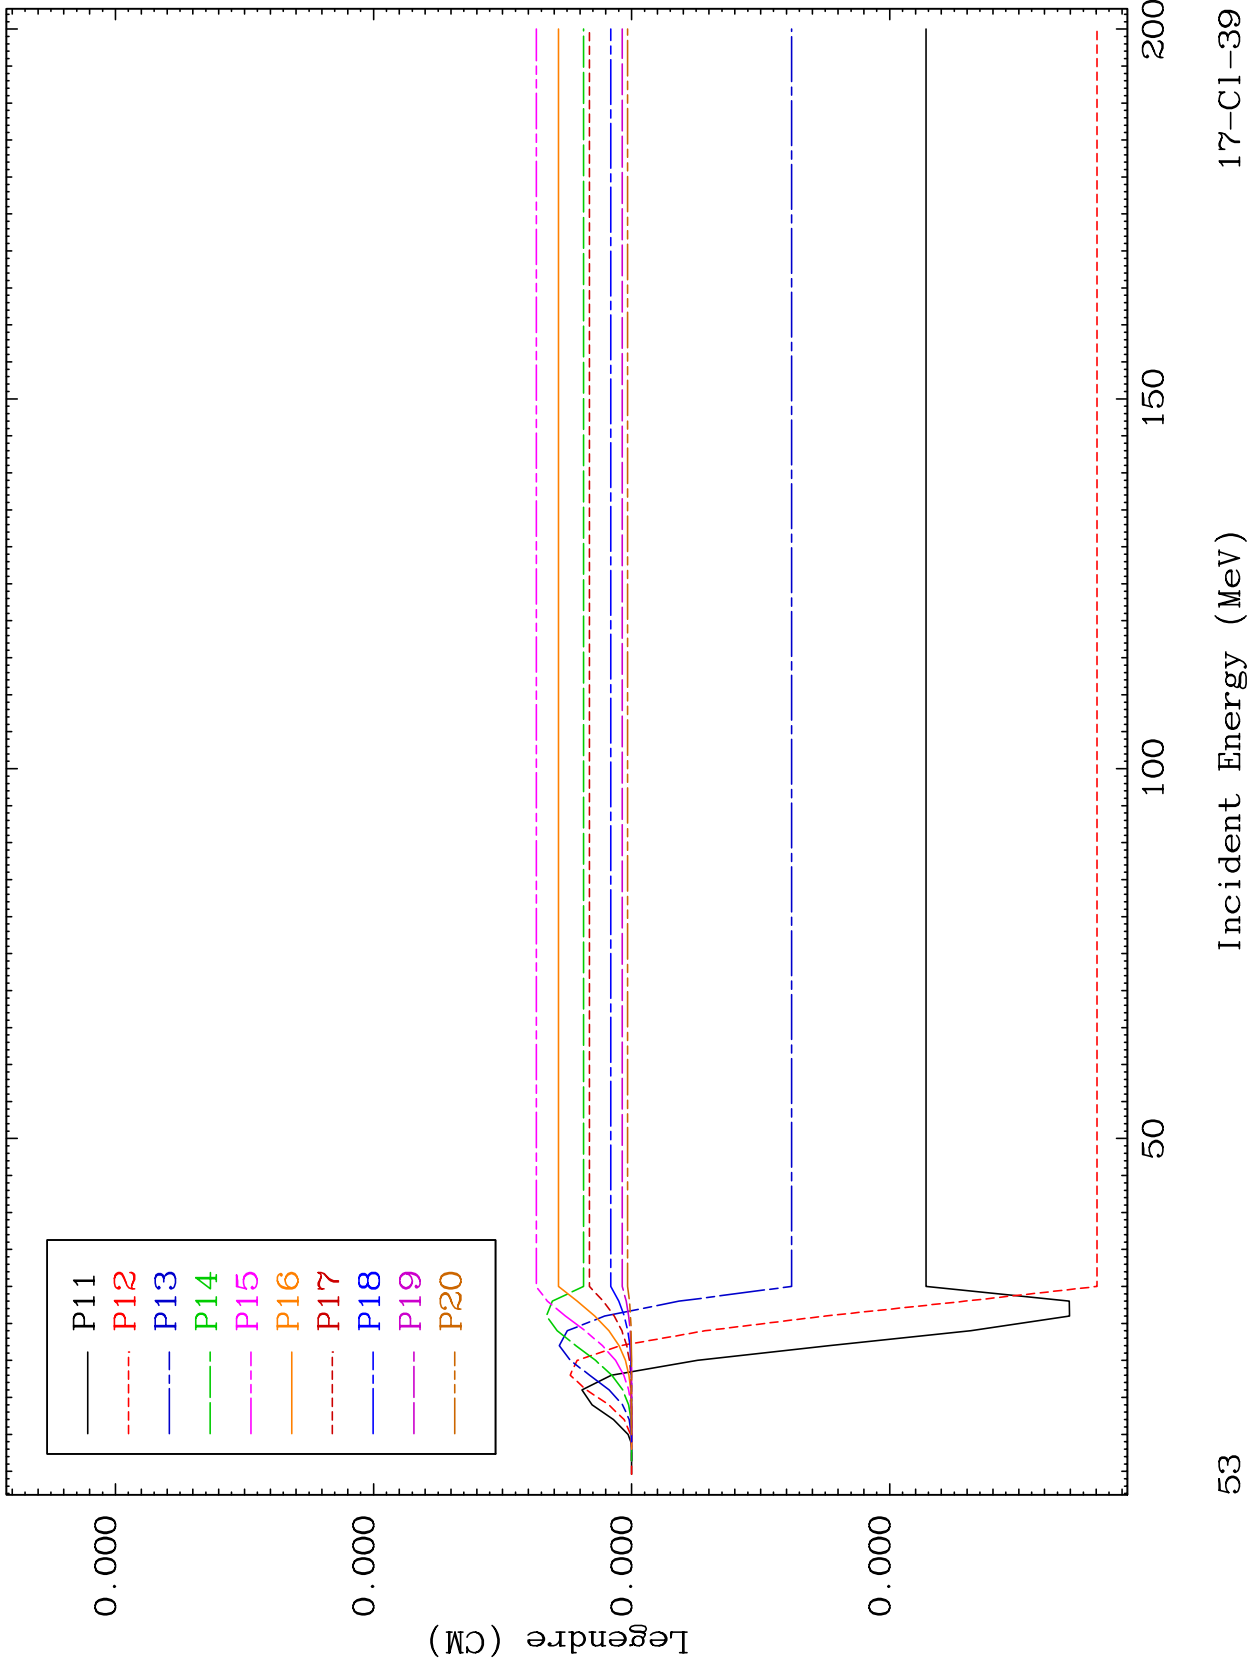 P11
P12
P13
P14
P15
P16
P17
P18
P19
P20
0.000
0.000
0.000
0.000
Legendre (CM)
50
100
150
200
Incident Energy (MeV)
53
17-Cl-39